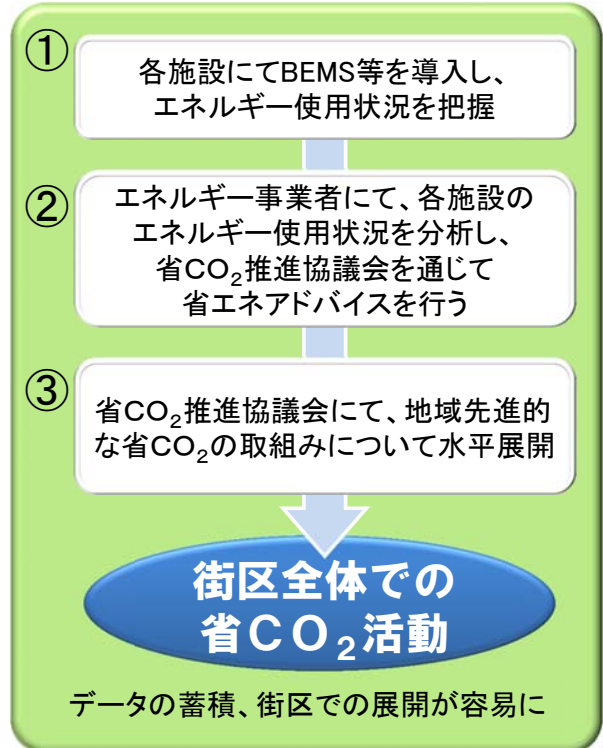 ①
各施設にてBEMS等を導入し、
エネルギー使用状況を把握
②
エネルギー事業者にて、各施設の
エネルギー使用状況を分析し、
省CO₂推進協議会を通じて
省エネアドバイスを行う
③
省CO₂推進協議会にて、地域先進的
な省CO₂の取組みについて水平展開
街区全体での
省CO₂活動
データの蓄積、街区での展開が容易に